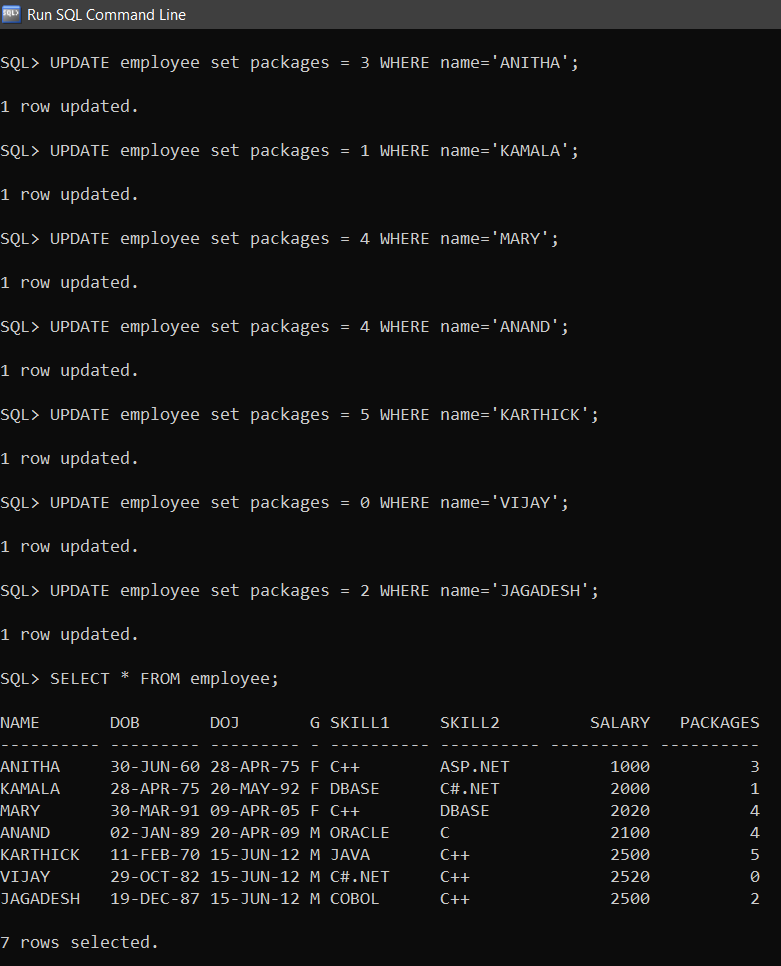 Run SQL Command Line
SQL> UPDATE employee set packages = 3 WHERE name='ANITHA';
1 row updated.
SQL> UPDATE employee set packages = 1 WHERE name='KAMALA';
1 row updated.
SQL> UPDATE employee set packages = 4 WHERE name='MARY';
1 row updated.
SQL> UPDATE employee set packages = 4 WHERE name='ANAND';
1 row updated.
SQL> UPDATE employee set packages = 5 WHERE name='KARTHICK';
1 row updated.
SQL> UPDATE employee set packages = 0 WHERE name='VIJAY';
1 row updated.
SQL> UPDATE employee set packages = 2 WHERE name='JAGADESH';
1 row updated.
SQL> SELECT * FROM employee;
NAME       DOB       DOJ       G SKILL1     SKILL2         SALARY   PACKAGES
---------- --------- --------- - ---------- ---------- ---------- ----------
ANITHA     30-JUN-60 28-APR-75 F C++        ASP.NET          1000          3
KAMALA     28-APR-75 20-MAY-92 F DBASE      C#.NET           2000          1
MARY       30-MAR-91 09-APR-05 F C++        DBASE            2020          4
ANAND      02-JAN-89 20-APR-09 M ORACLE     C                2100          4
KARTHICK   11-FEB-70 15-JUN-12 M JAVA       C++              2500          5
VIJAY      29-OCT-82 15-JUN-12 M C#.NET     C++              2520          0
JAGADESH   19-DEC-87 15-JUN-12 M COBOL      C++              2500          2
7 rows selected.